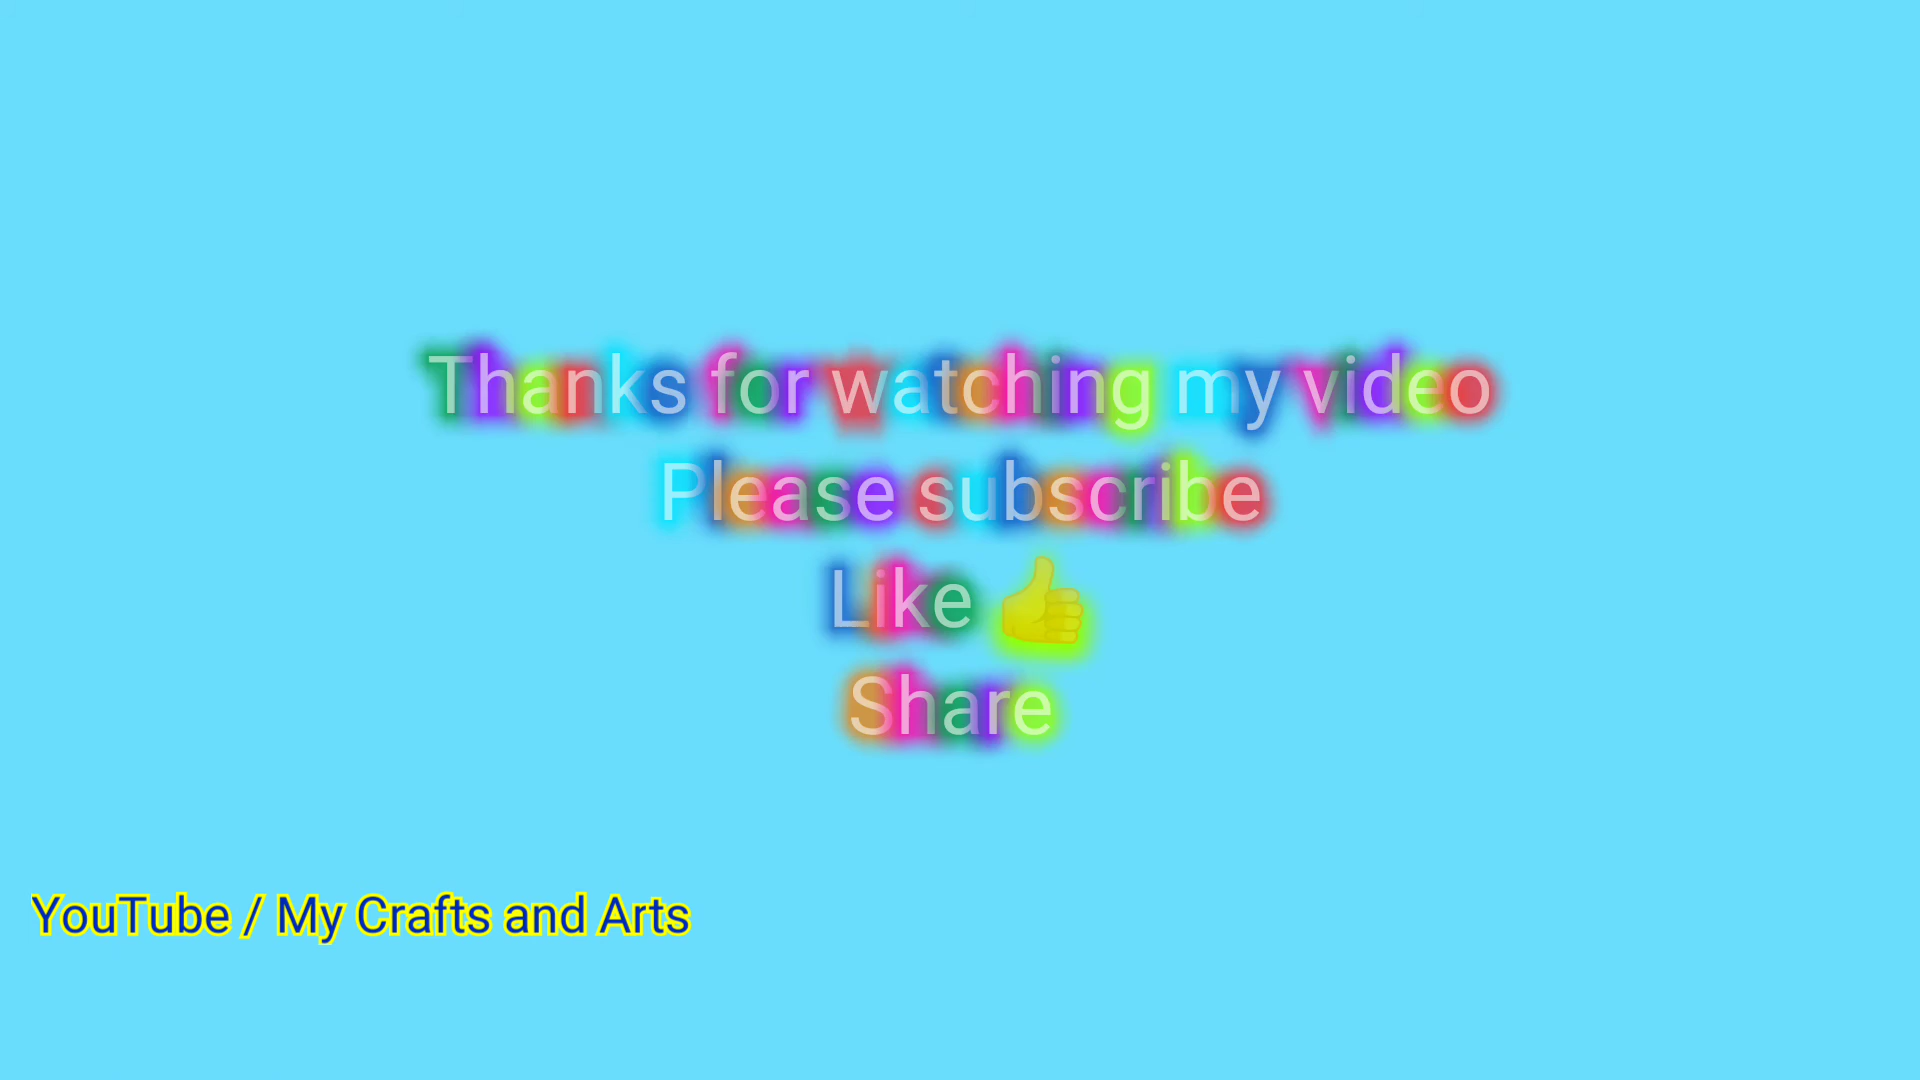 Thanks for watching my video
Please subscribe
Like 👍
Share
YouTube / My Crafts and Arts